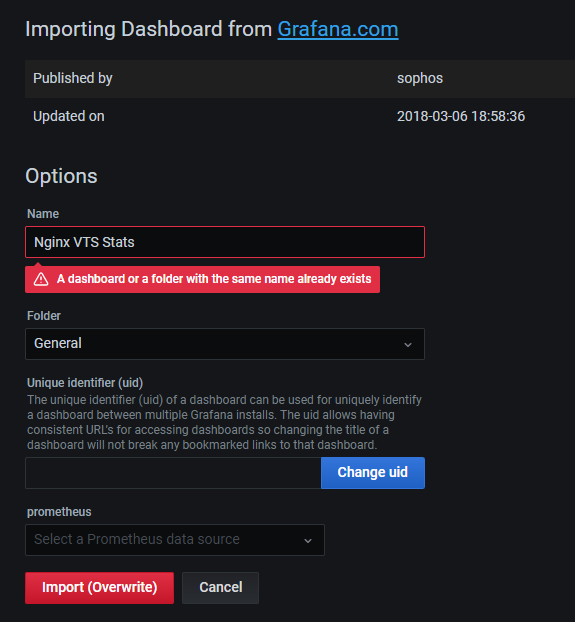 Importing Dashboard from Grafana.com
Published by sophos
Updated on 2018-03-06 18:58:36
Options
Name
Nginx VTS Stats
A dashboard or a folder with the same name already exists
Folder
General
Unique identifier (uid)
The unique identifier (uid) of a dashboard can be used for uniquely identify
a dashboard between multiple Grafana installs. The uid allows having
consistent URL's for accessing dashboards so changing the title of a
dashboard will not break any bookmarked links to that dashboard.
Change uid
prometheus
Select a Prometheus data source
Import (Overwrite) Cancel